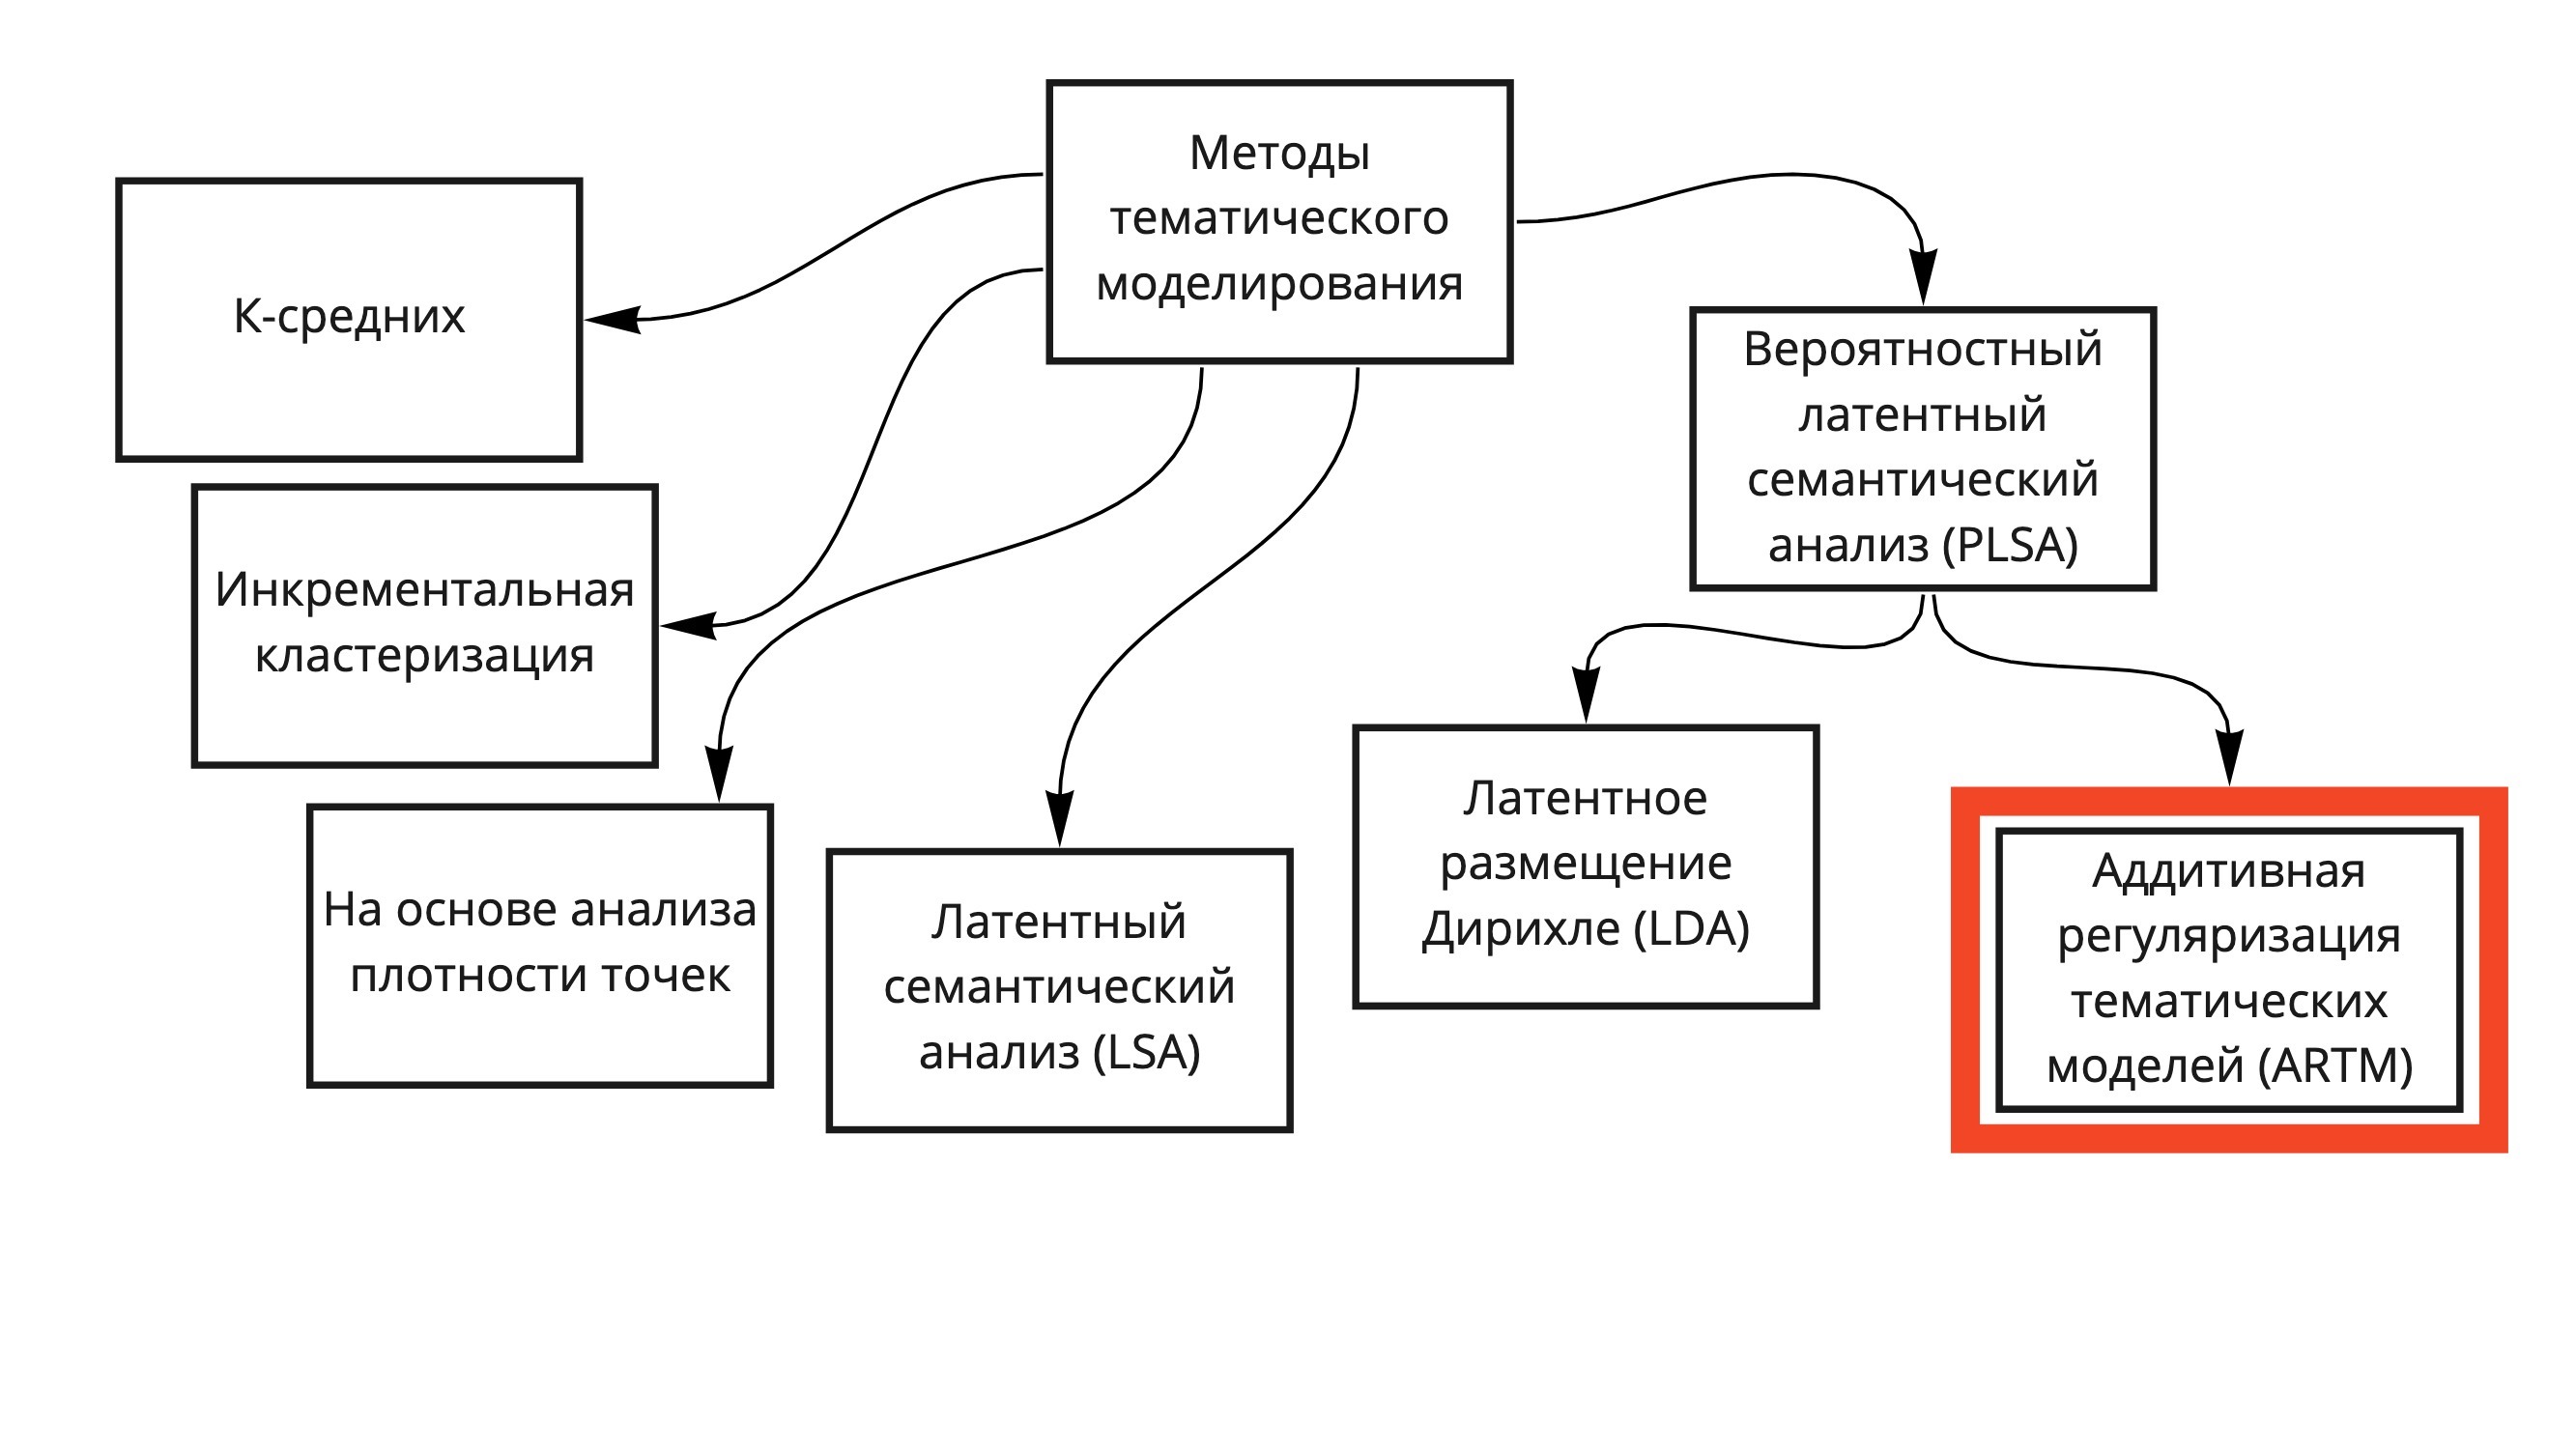 Методы
тематического
моделирования
К-средних
Инкрементальная
кластеризация
На основе анализа
плотности точек
Латентный
семантический
анализ (LSA)
Вероятностный
латентный
семантический
анализ (PLSA)
Латентное
размещение
Дирихле (LDA)
Аддитивная
регуляризация
тематических
моделей (ARTM)